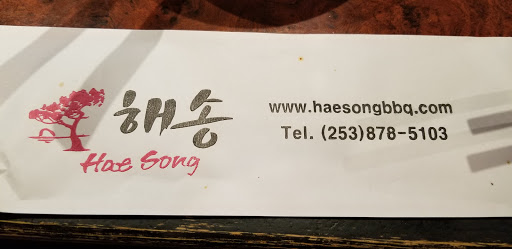 해송
Hae Song
www.haesongbbq.com
Tel. (253)878-5103